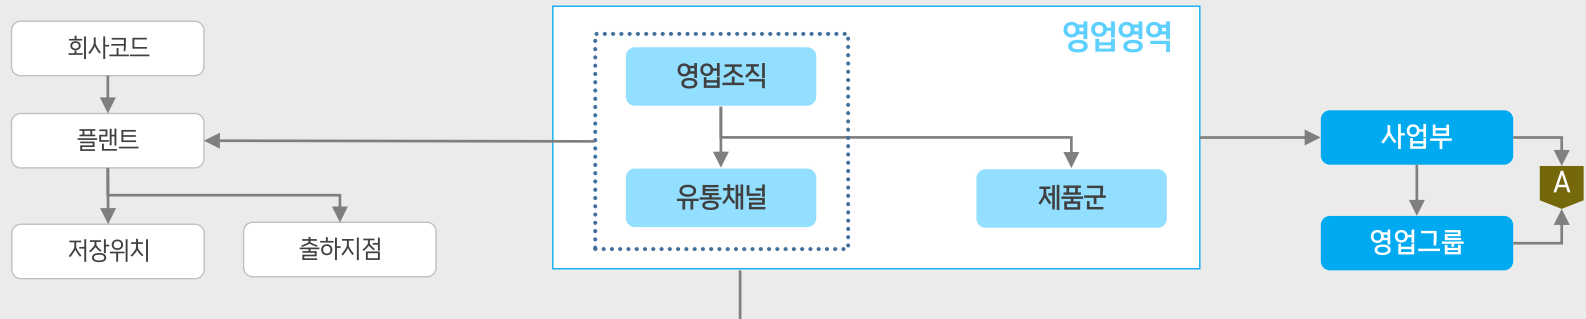 회사코드
플랜트
저장위치
출하지점
영업영역
영업조직
유통채널
제품군
사업부
영업그룹
A